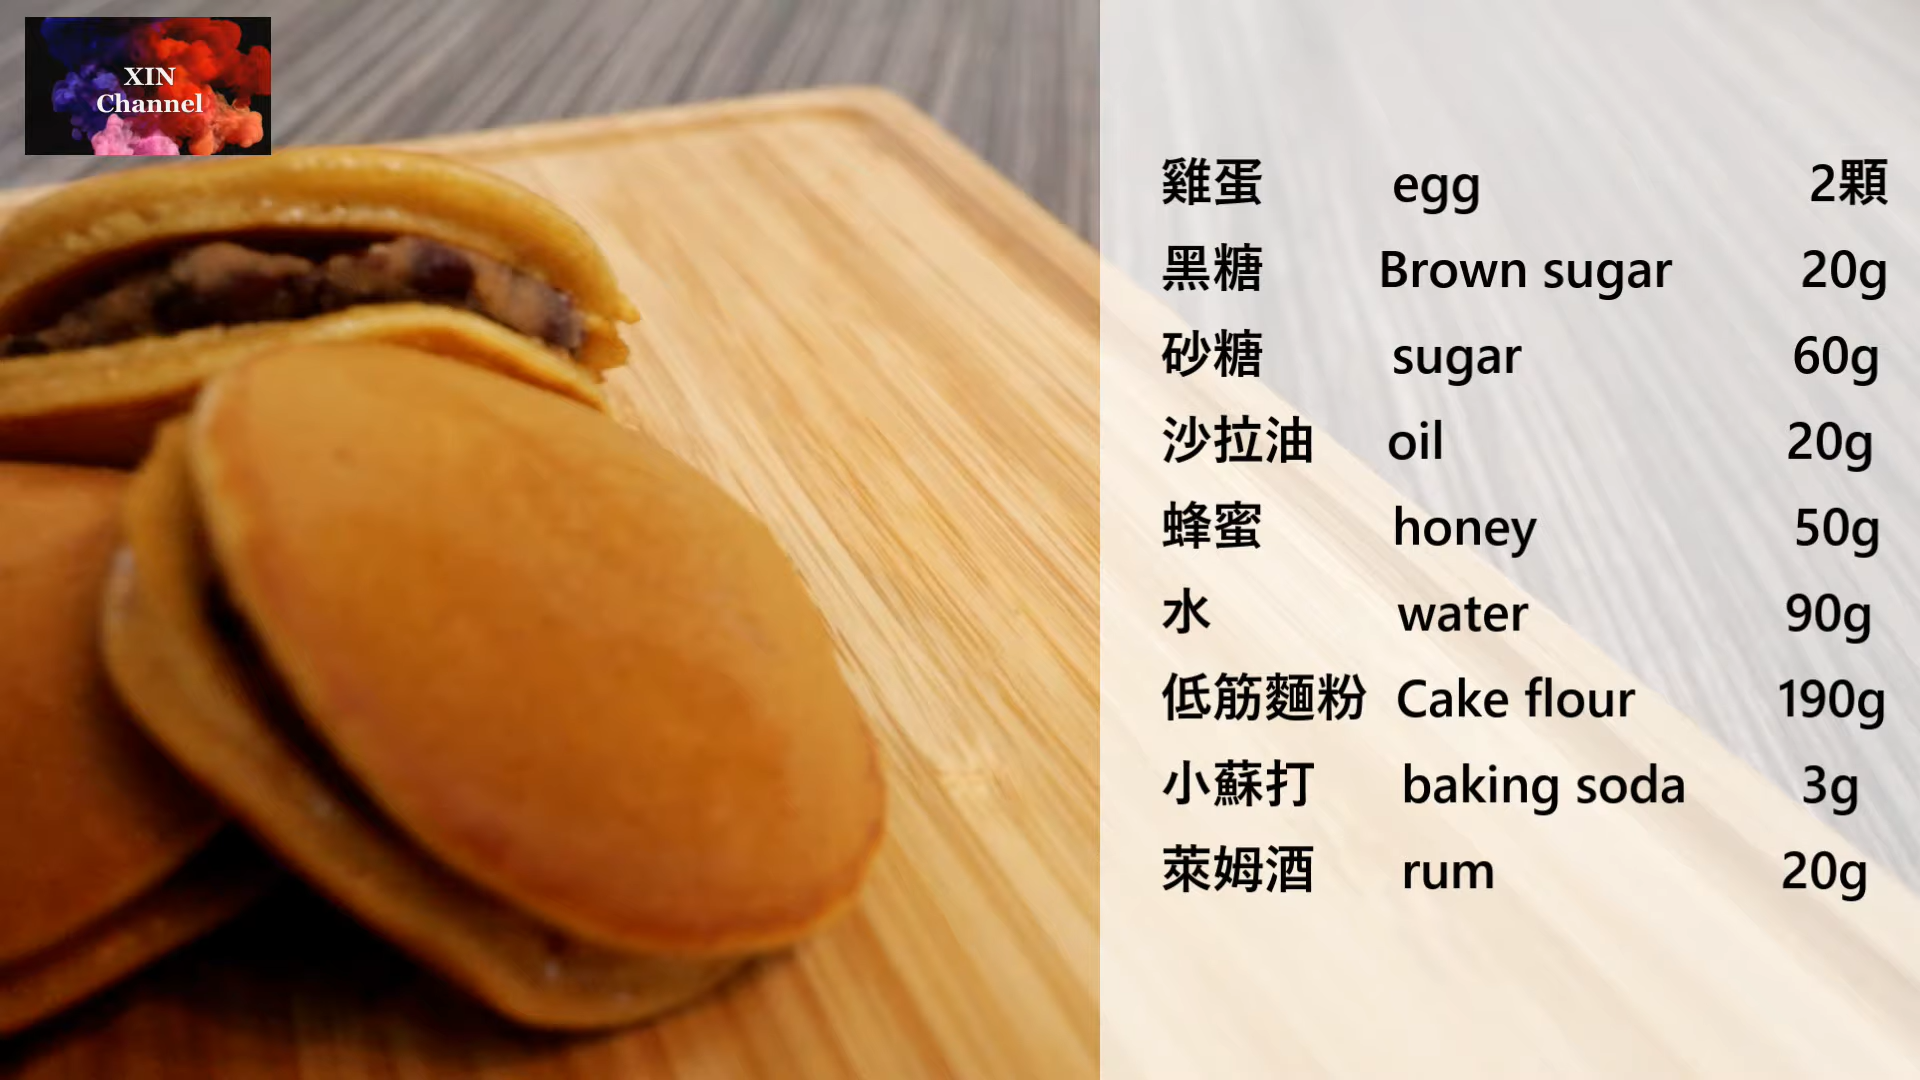 XIN
Channel
雞蛋 egg 2顆
黑糖 Brown sugar 20g
砂糖 sugar 60g
沙拉油 oil 20g
蜂蜜 honey 50g
水 water 90g
低筋麵粉 Cake flour 190g
小蘇打 baking soda 3g
萊姆酒 rum 20g